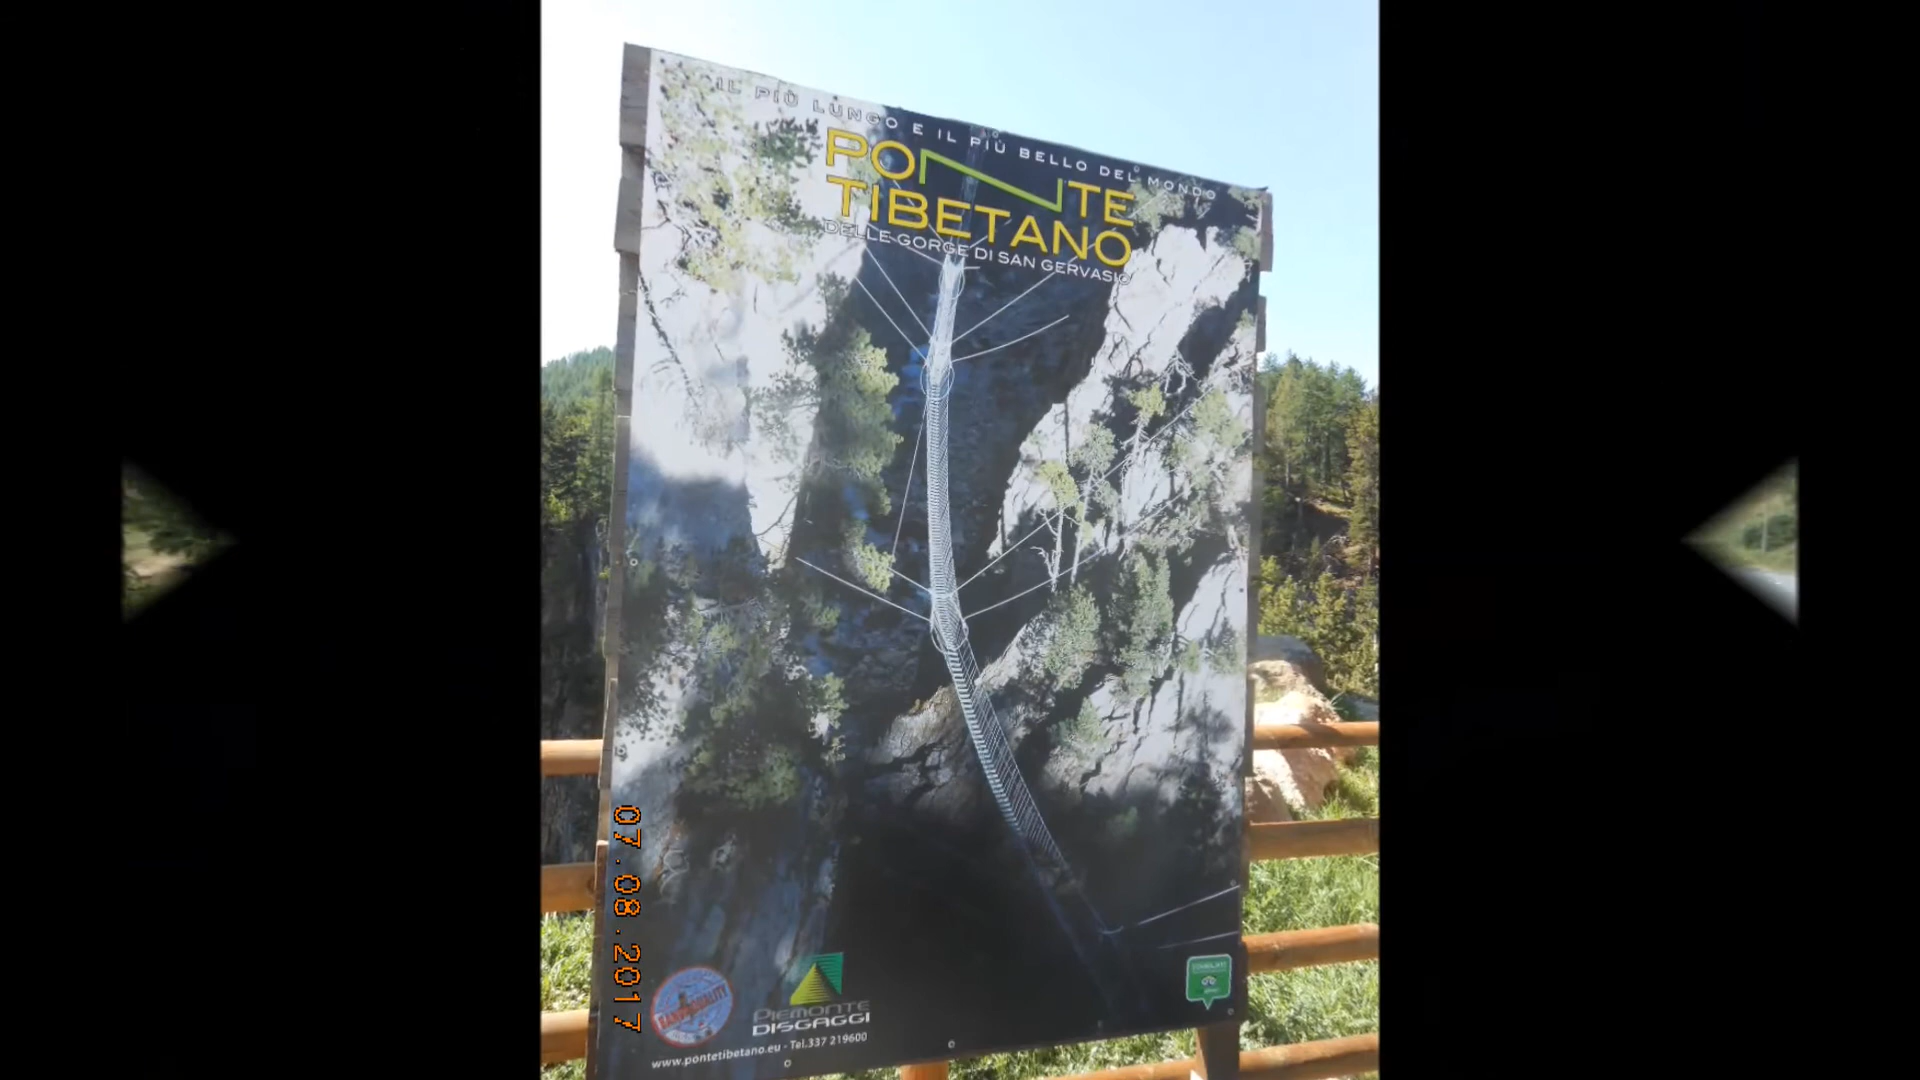 IL PIÙ LUNGO E IL PIÙ BELLO DEL MONDO
PONTE
TIBETANO
DELLE GORGE DI SAN GERVASIO
07.08.2017
PIEMONTE
DISGAGGI
www.pontetibetano.eu - Tel.337 219600